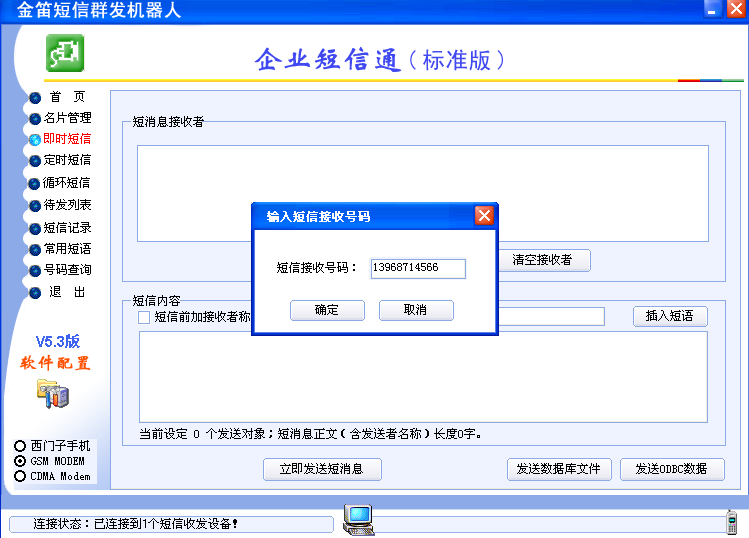 金笛短信群发机器人
企业短信通(标准版)
首 页
名片管理
即时短信
定时短信
循环短信
待发列表
短信记录
常用短语
号码查询
退 出
V5.3版
软件配置
西门子手机
GSM MODEM
CDMA Modem
短消息接收者
清空接收者
输入短信接收号码
短信接收号码：
13968714566
确定
取消
短信内容
短信前加接收者称
插入短语
当前设定 0 个发送对象；短消息正文(含发送者名称)长度0字。
立即发送短消息
发送数据库文件
发送ODBC数据
连接状态：已连接到1个短信收发设备!